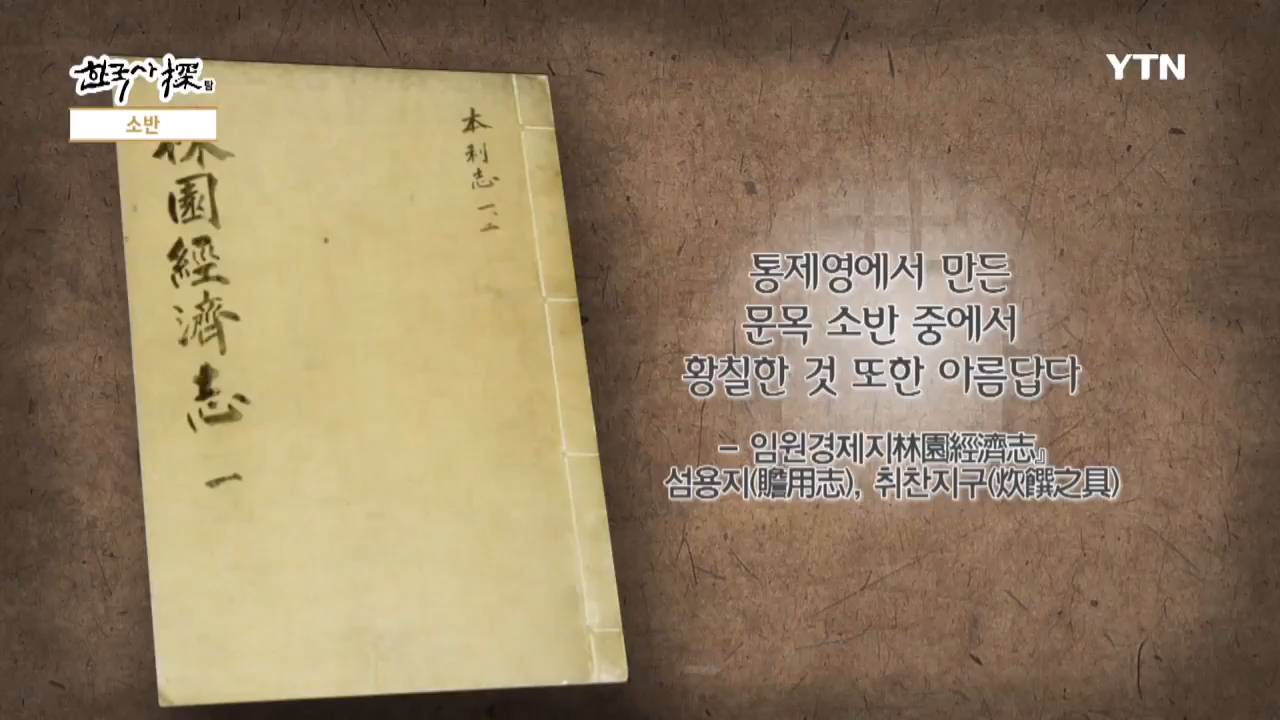 한국사探탐
소반
YTN
林園經濟志 一
本利志 一、二
통제영에서 만든
문목 소반 중에서
황칠한 것 또한 아름답다
- 임원경제지林園經濟志』
섬용지(贍用志), 취찬지구(炊饌之具)